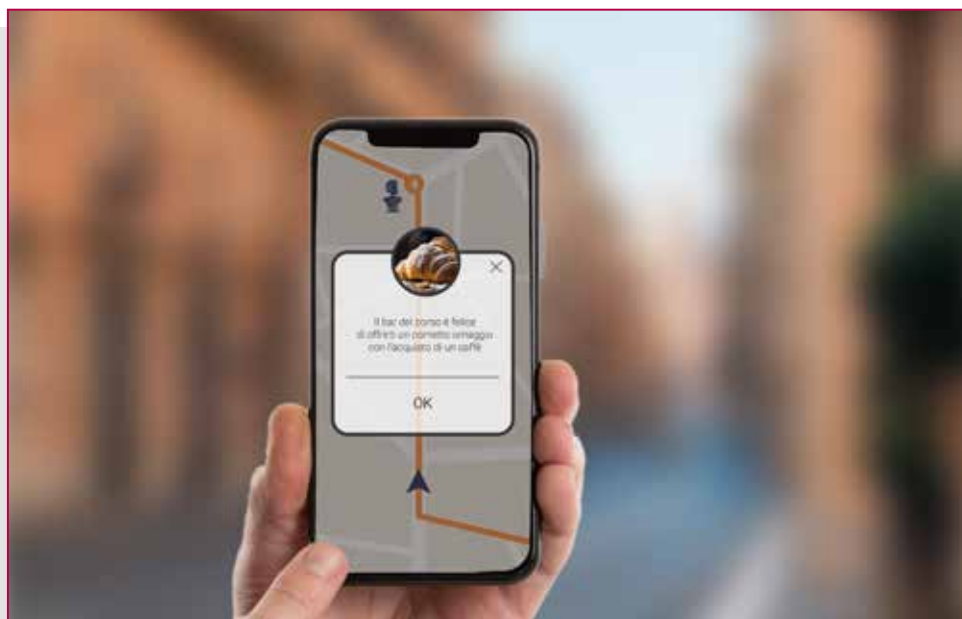 Il bar del corso è felice
di offrirti un cornetto omaggio
con l'acquisto di un caffè
OK